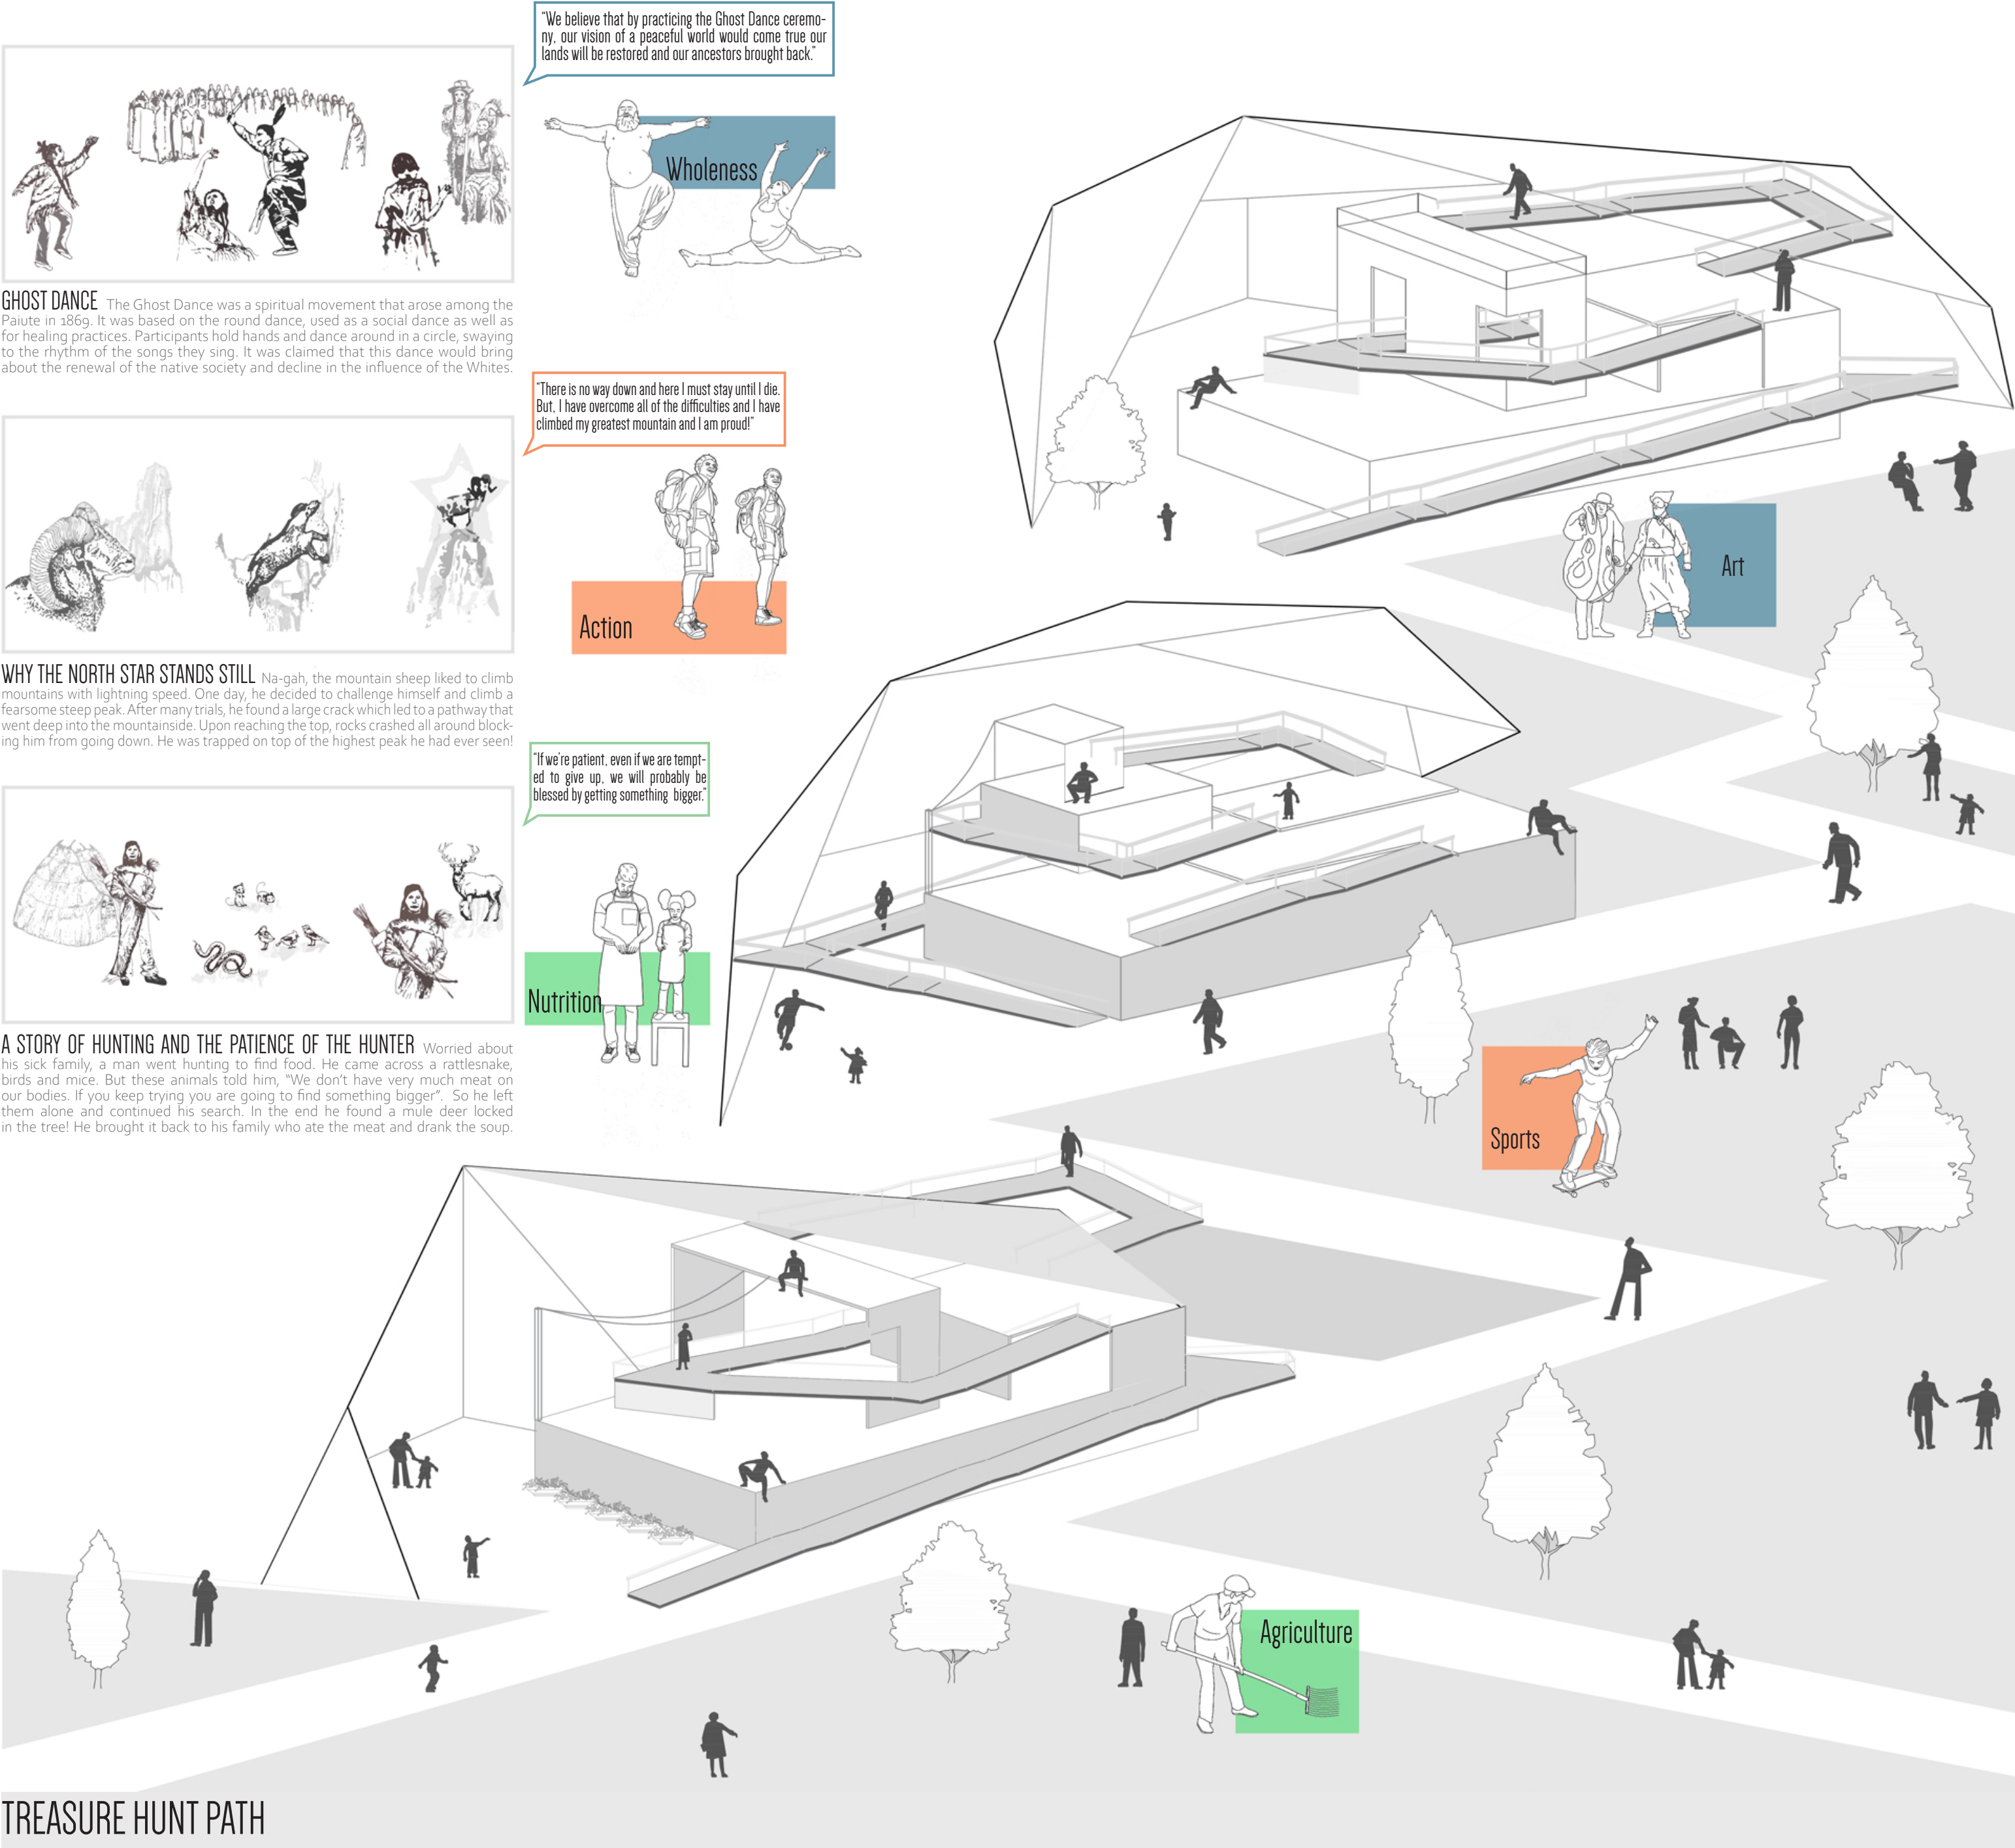 "We believe that by practicing the Ghost Dance ceremo-
ny, our vision of a peaceful world would come true our
lands will be restored and our ancestors brought back."
Wholeness
GHOST DANCE The Ghost Dance was a spiritual movement that arose among the
Paiute in 1869. It was based on the round dance, used as a social dance as well as
for healing practices. Participants hold hands and dance around in a circle, swaying
to the rhythm of the songs they sing. It was claimed that this dance would bring
about the renewal of the native society and decline in the influence of the Whites.
"There is no way down and here I must stay until I die.
But, I have overcome all of the difficulties and I have
climbed my greatest mountain and I am proud!"
Action
WHY THE NORTH STAR STANDS STILL Na-gah, the mountain sheep liked to climb
mountains with lightning speed. One day, he decided to challenge himself and climb a
fearsome steep peak. After many trials, he found a large crack which led to a pathway that
went deep into the mountainside. Upon reaching the top, rocks crashed all around block-
ing him from going down. He was trapped on top of the highest peak he had ever seen!
"If we're patient, even if we are tempt-
ed to give up, we will probably be
blessed by getting something bigger."
Nutrition
A STORY OF HUNTING AND THE PATIENCE OF THE HUNTER Worried about
his sick family, a man went hunting to find food. He came across a rattlesnake,
birds and mice. But these animals told him, "We don't have very much meat on
our bodies. If you keep trying you are going to find something bigger". So he left
them alone and continued his search. In the end he found a mule deer locked
in the tree! He brought it back to his family who ate the meat and drank the soup.
Art
Sports
Agriculture
TREASURE HUNT PATH